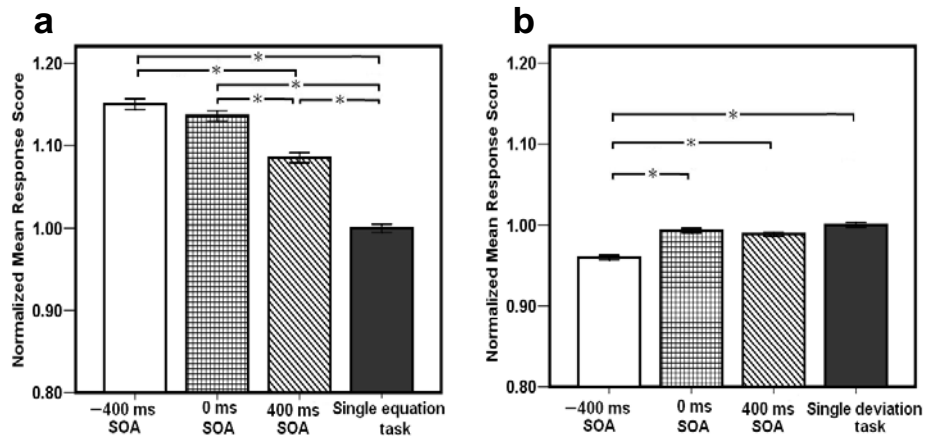 a
Normalized Mean Response Score
1.20
1.10
1.00
0.90
0.80
*
*
*
*
*
−400 ms
SOA
0 ms
SOA
400 ms
SOA
Single equation
task
b
Normalized Mean Response Score
1.20
1.10
1.00
0.90
0.80
*
*
*
−400 ms
SOA
0 ms
SOA
400 ms
SOA
Single deviation
task